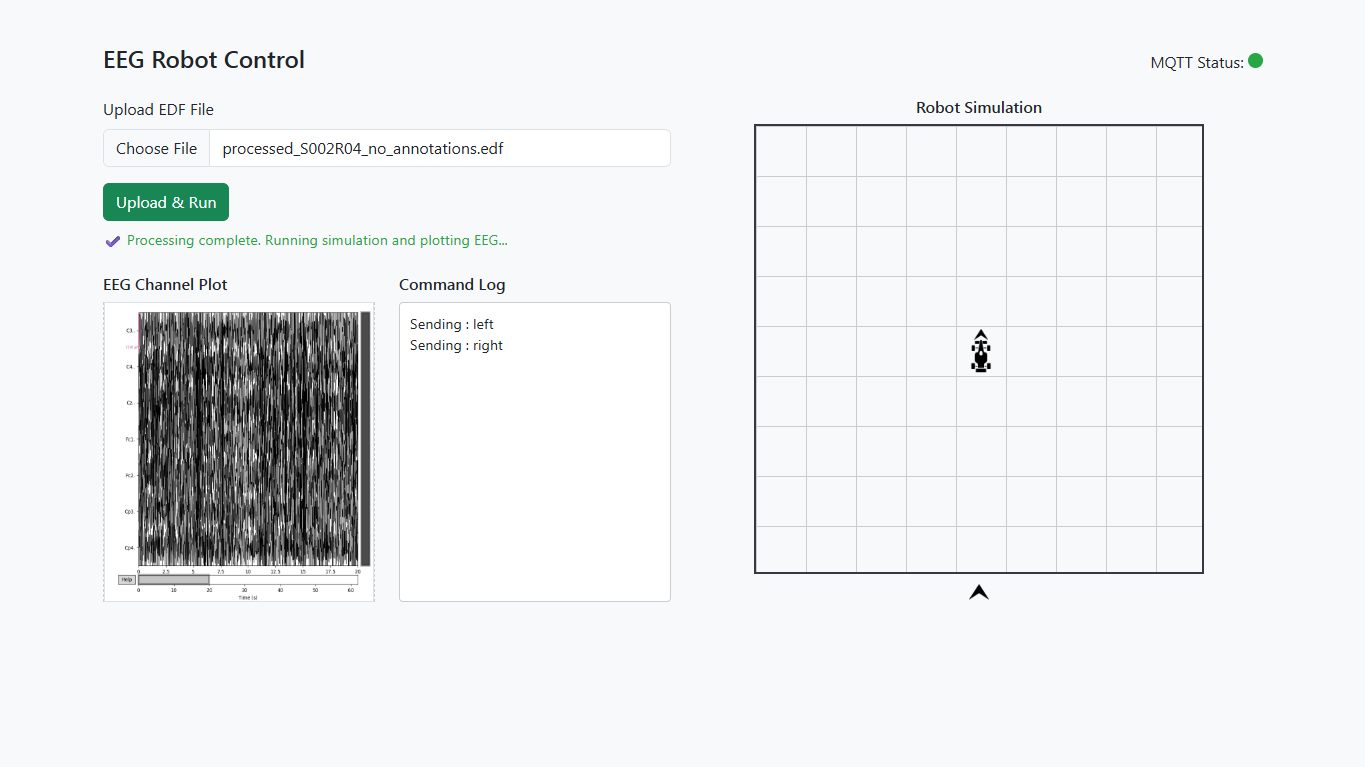 EEG Robot Control
MQTT Status:
Upload EDF File
Choose File processed_S002R04_no_annotations.edf
Upload & Run
Processing complete. Running simulation and plotting EEG...
EEG Channel Plot
C3..
C4..
Cz..
Fc1.
Fc2.
Cp3.
Cp4.
0 2.5 5 7.5 10 12.5 15 17.5 20
Help
0 10 20 30 40 50 60
Time (s)
Command Log
Sending : left
Sending : right
Robot Simulation